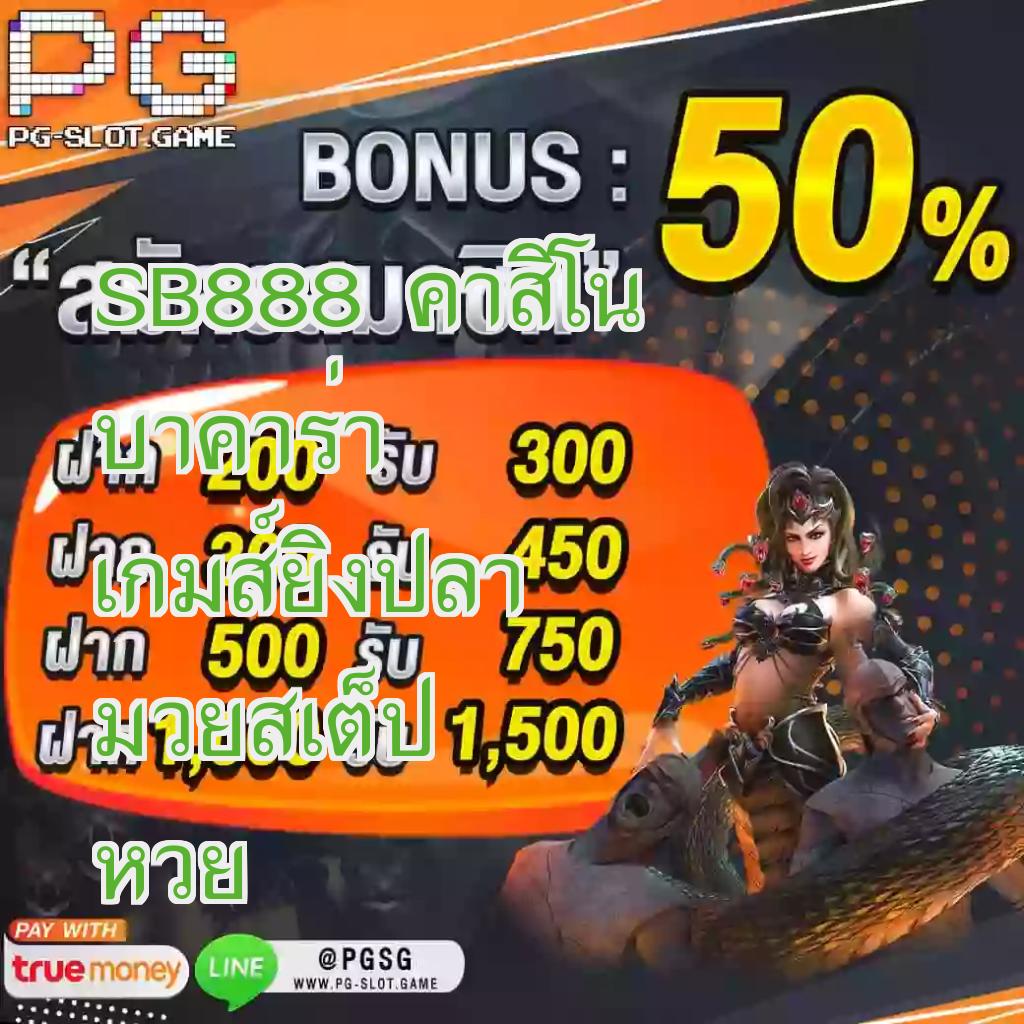 PG
PG-SLOT.GAME
BONUS : 50%
SB888 คาสิโน
บาคาร่า
ฝาก 200 รับ 300
ฝาก รับ 450
เกมส์ยิงปลา
ฝาก 500 รับ 750
มวยสเต็ป
1,500
หวย
PAY WITH
truemoney
LINE
@PGSG
WWW.PG-SLOT.GAME